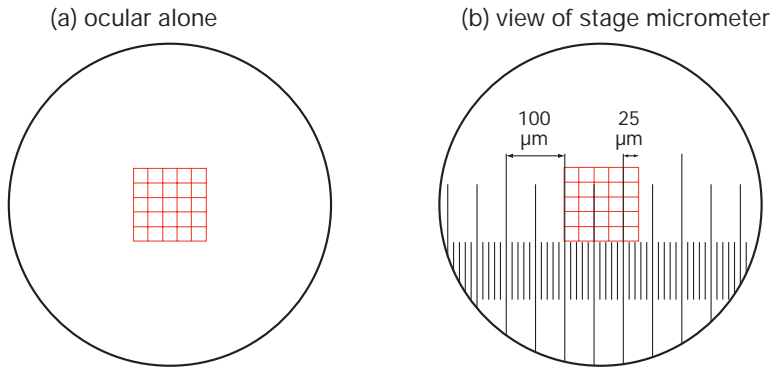 (a) ocular alone
(b) view of stage micrometer
100
µm
25
µm